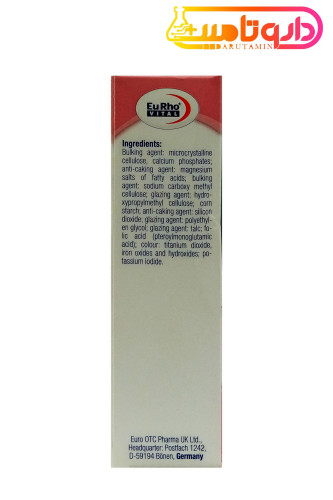 داروتامین
DARUTAMIN
EuRho®
VITAL
Ingredients:
Bulking agent: microcrystalline
cellulose, calcium phosphates;
anti-caking agent: magnesium
salts of fatty acids; bulking
agent: sodium carboxy methyl
cellulose; glazing agent: hydro-
xypropylmethyl cellulose; corn
starch; anti-caking agent: silicon
dioxide; glazing agent: polyethyl-
en glycol; glazing agent: talc; fo-
lic acid (pteroylmonoglutamic
acid); colour: titanium dioxide,
iron oxides and hydroxides; po-
tassium iodide.
Euro OTC Pharma UK Ltd.,
Headquarter: Postfach 1242,
D-59194 Bönen, Germany